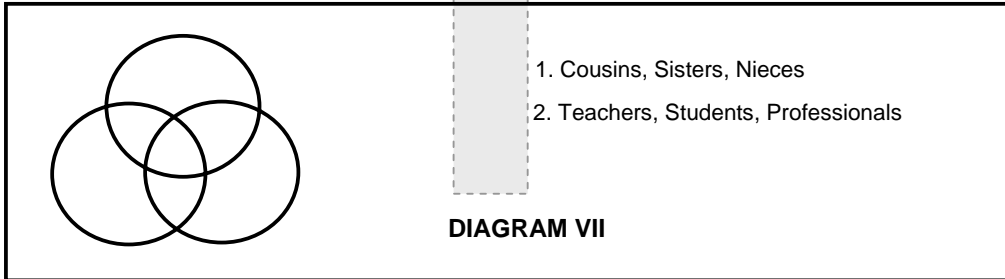 1. Cousins, Sisters, Nieces
2. Teachers, Students, Professionals
DIAGRAM VII